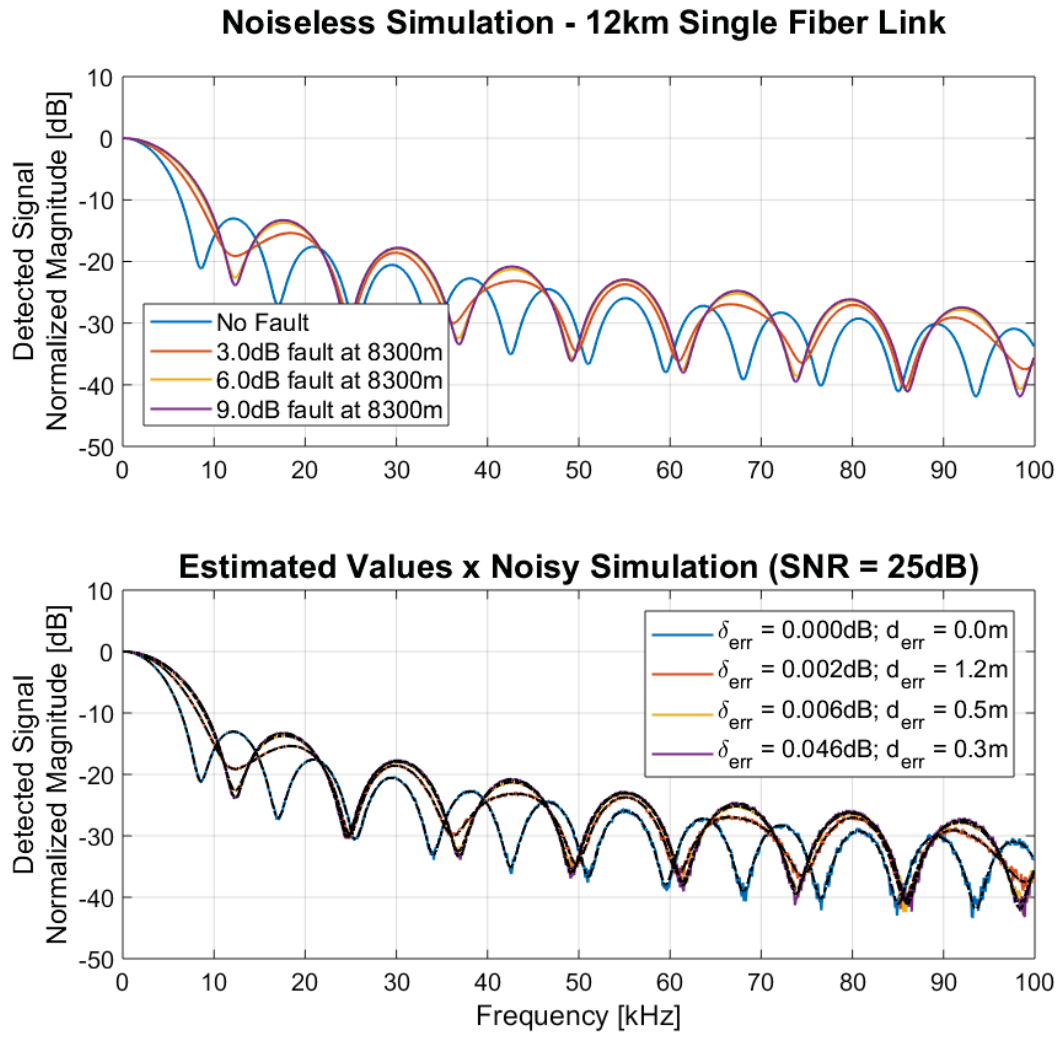 Noiseless Simulation - 12km Single Fiber Link
Detected Signal
Normalized Magnitude [dB]
10
0
-10
-20
-30
-40
-50
No Fault
3.0dB fault at 8300m
6.0dB fault at 8300m
9.0dB fault at 8300m
0 10 20 30 40 50 60 70 80 90 100
Estimated Values x Noisy Simulation (SNR = 25dB)
Detected Signal
Normalized Magnitude [dB]
10
0
-10
-20
-30
-40
-50
δerr = 0.000dB; derr = 0.0m
δerr = 0.002dB; derr = 1.2m
δerr = 0.006dB; derr = 0.5m
δerr = 0.046dB; derr = 0.3m
0 10 20 30 40 50 60 70 80 90 100
Frequency [kHz]